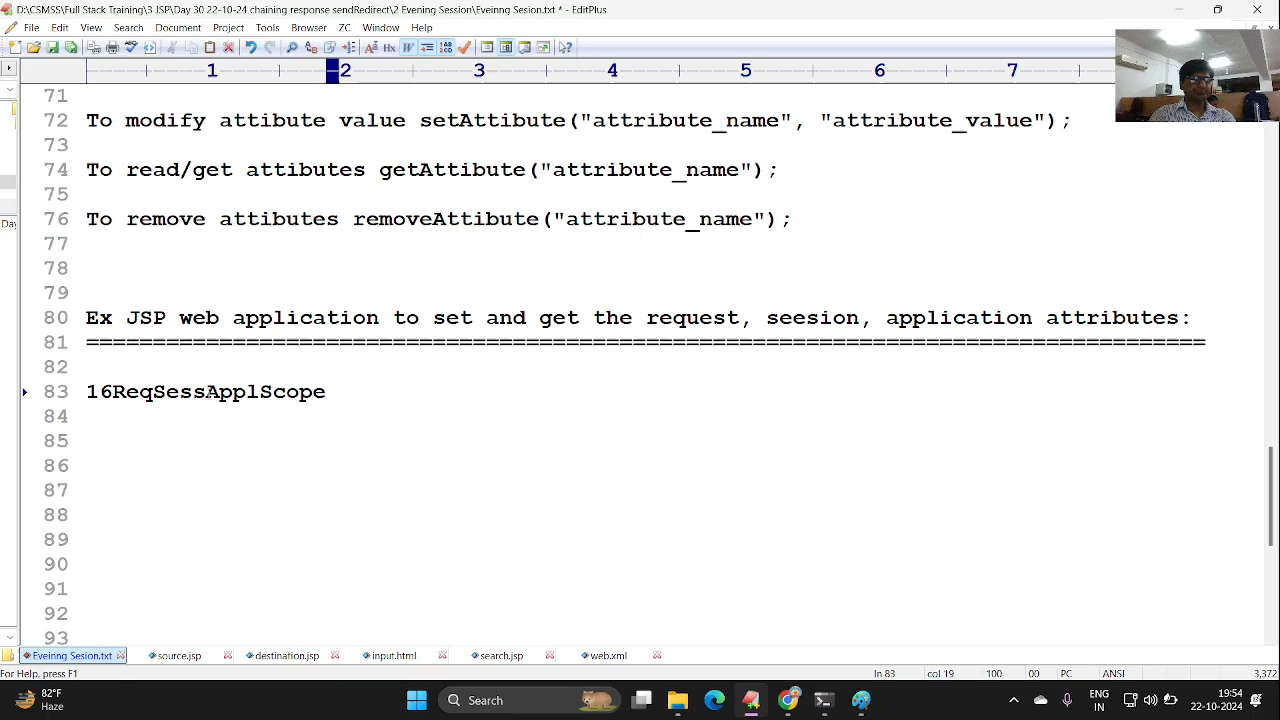 D:\CSMSS\Full Stack Training\3 JSP\Day 30 22-10-24 chaining response sendRedirect\2 Evening Session\Eveinng Sesion.txt * - EditPlus
File Edit View Search Document Project Tools Browser ZC Window Help
1 2 3 4 5 6 7
71
72 To modify attibute value setAttibute("attribute_name", "attribute_value");
73
74 To read/get attibutes getAttibute("attribute_name");
75
76 To remove attibutes removeAttibute("attribute_name");
77
78
79
80 Ex JSP web application to set and get the request, seesion, application attributes:
81 ====================================================================================
82
83 16ReqSessApplScope
84
85
86
87
88
89
90
91
92
93
Day
Eveinng Sesion.txt source.jsp destination.jsp input.html search.jsp web.xml
For Help, press F1 ln 83 col 19 100 00 PC ANSI 3,372
82°F
Haze
Search
ENG
IN
19:54
22-10-2024